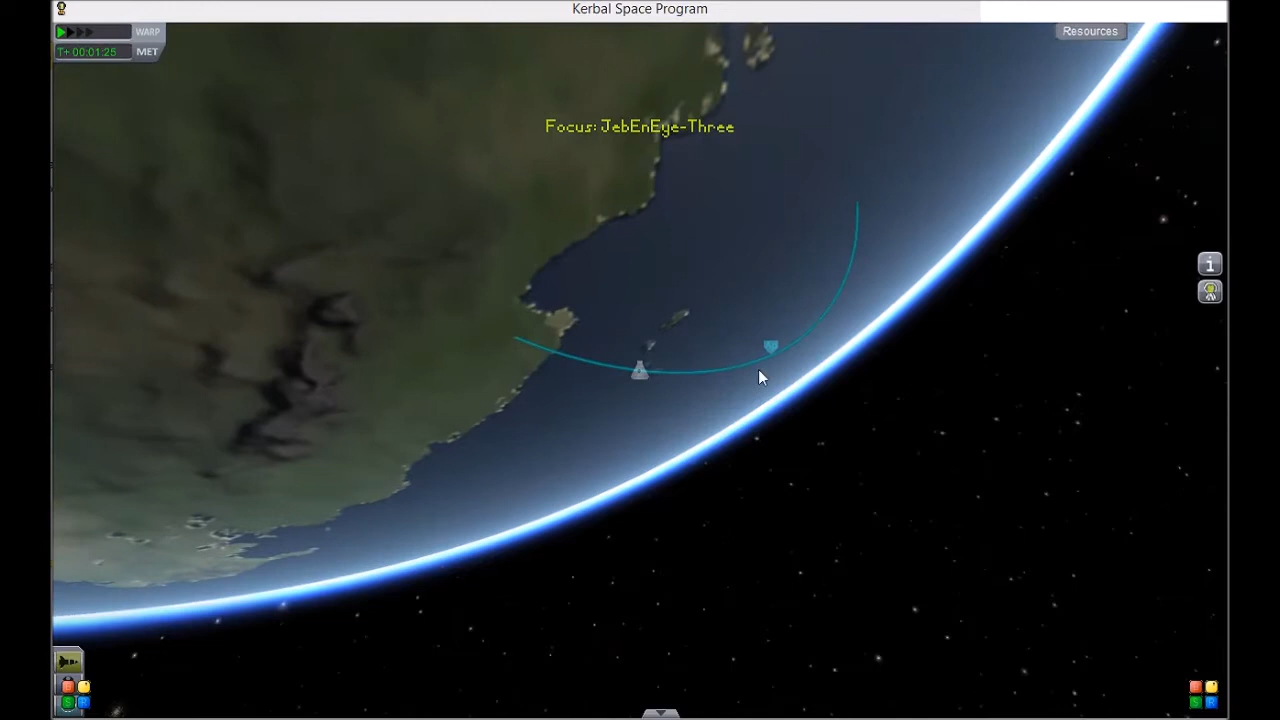 Kerbal Space Program
WARP
T+ 00:01:25 MET
Resources
Focus: JebEnEye-Three